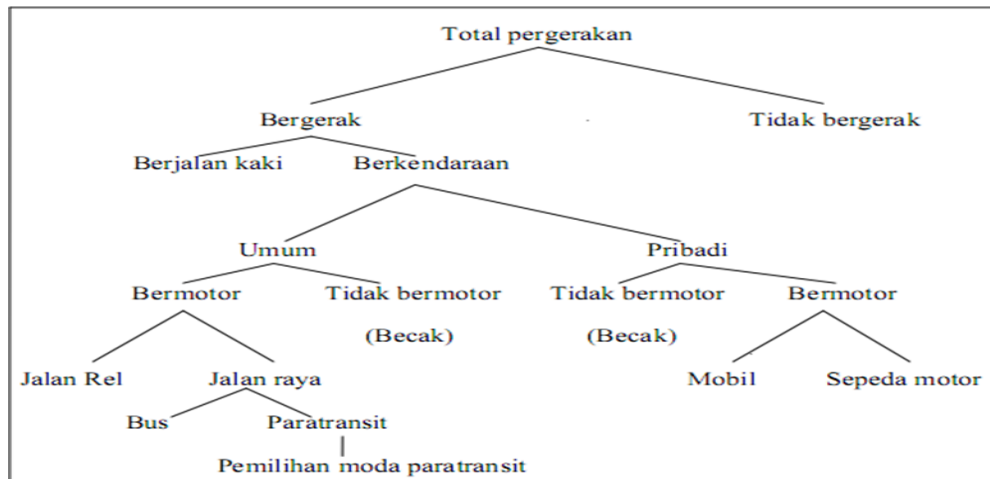 Total pergerakan
Bergerak
Tidak bergerak
Berjalan kaki
Berkendaraan
Umum
Pribadi
Bermotor
Tidak bermotor
Tidak bermotor
Bermotor
(Becak)
(Becak)
Jalan Rel
Jalan raya
Mobil
Sepeda motor
Bus
Paratransit
Pemilihan moda paratransit